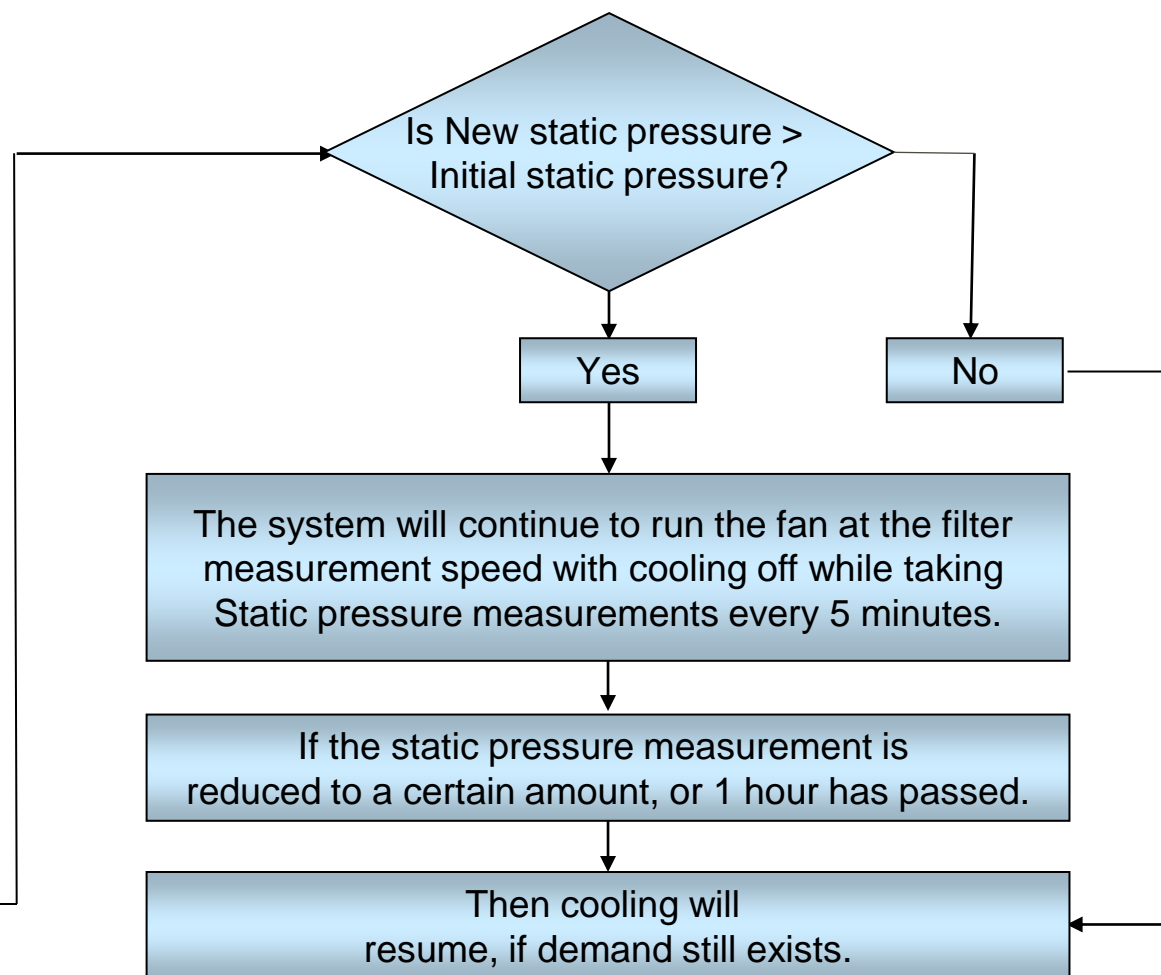 Is New static pressure >
Initial static pressure?
Yes
No
The system will continue to run the fan at the filter
measurement speed with cooling off while taking
Static pressure measurements every 5 minutes.
If the static pressure measurement is
reduced to a certain amount, or 1 hour has passed.
Then cooling will
resume, if demand still exists.